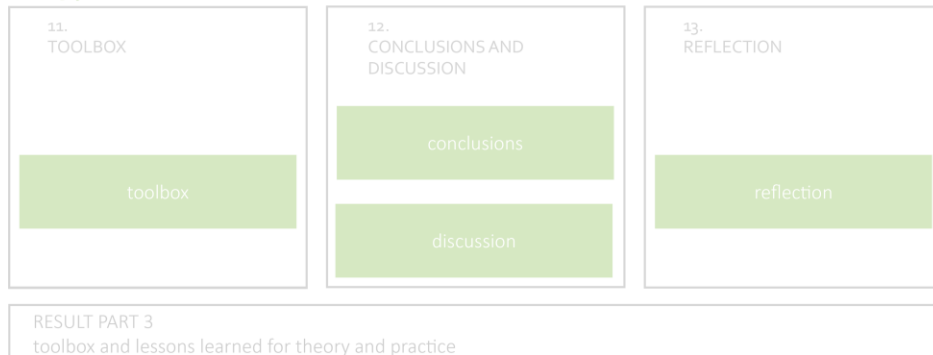 11.
TOOLBOX
toolbox
12.
CONCLUSIONS AND
DISCUSSION
conclusions
discussion
13.
REFLECTION
reflection
RESULT PART 3
toolbox and lessons learned for theory and practice